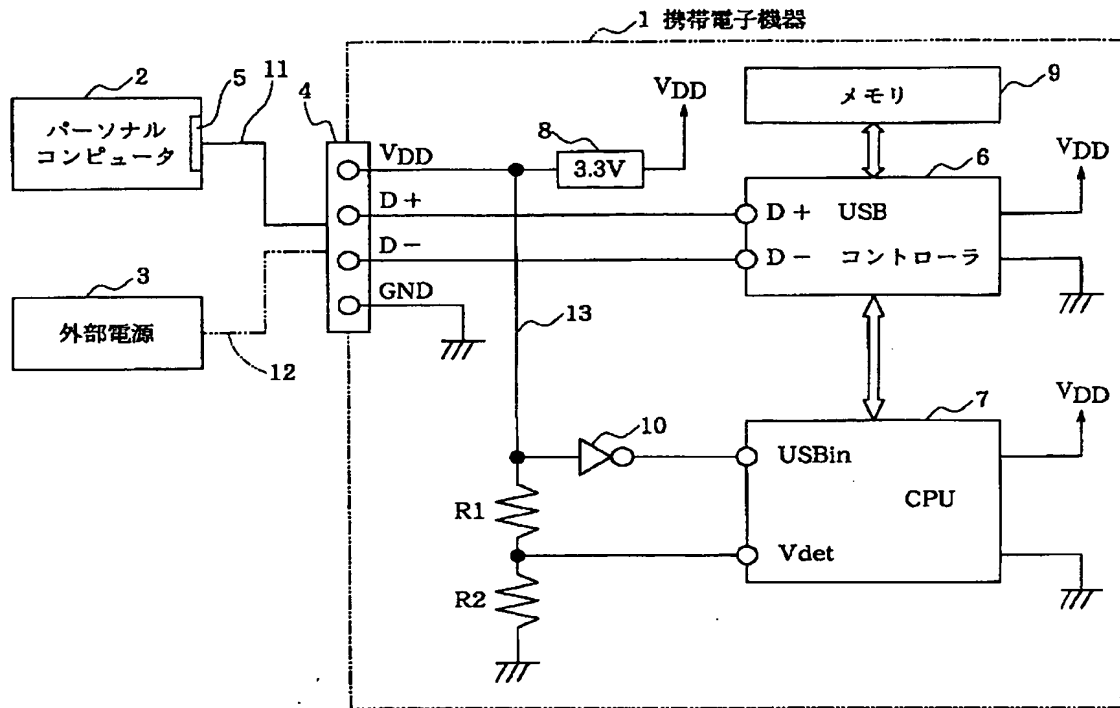 1 携帯電子機器
2
5
11
パーソナル
コンピュータ
4
VDD
8
3.3V
VDD
メモリ
9
6
VDD
D+
D+ USB
D−
D− コントローラ
GND
3
外部電源
12
13
7
VDD
10
USBin
CPU
R1
Vdet
R2